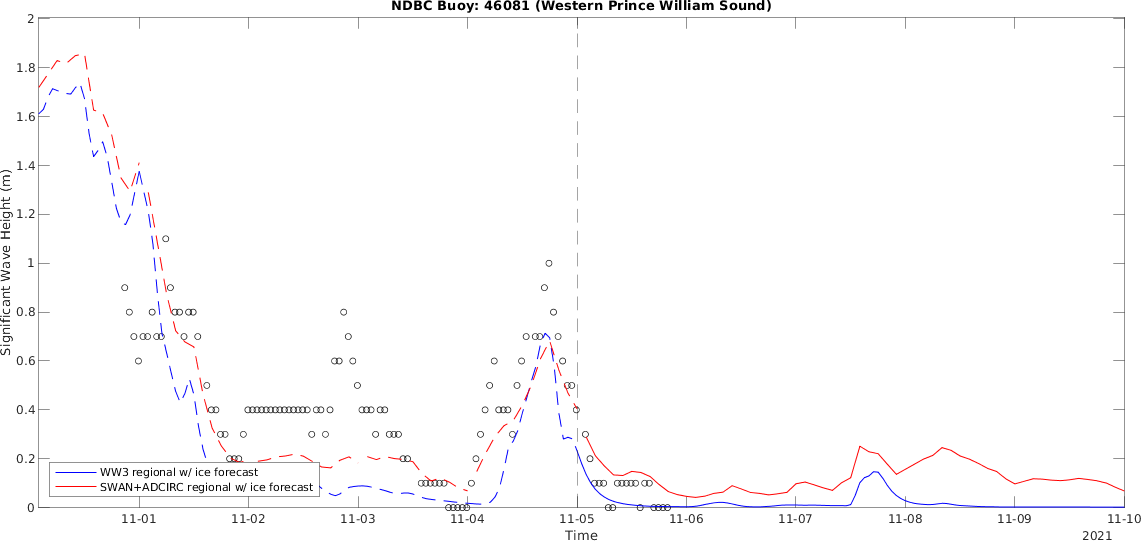 NDBC Buoy: 46081 (Western Prince William Sound)
Significant Wave Height (m)
2
1.8
1.6
1.4
1.2
1
0.8
0.6
0.4
0.2
0
WW3 regional w/ ice forecast
SWAN+ADCIRC regional w/ ice forecast
11-01 11-02 11-03 11-04 11-05 11-06 11-07 11-08 11-09 11-10
Time
2021